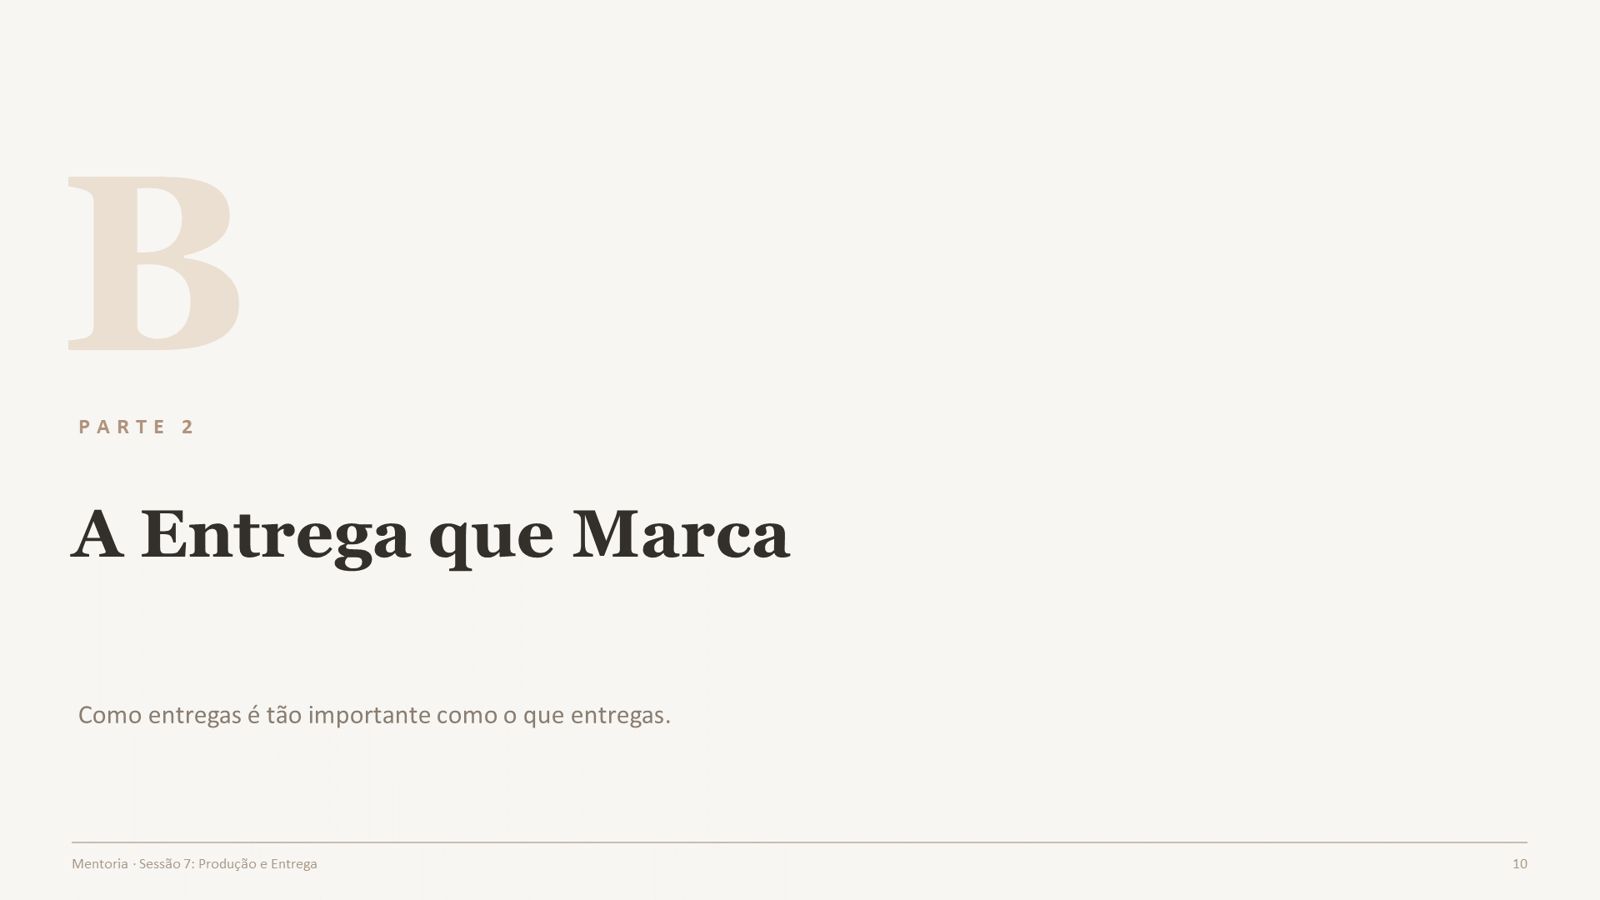 B
PARTE 2
A Entrega que Marca
Como entregas é tão importante como o que entregas.
Mentoria · Sessão 7: Produção e Entrega
10